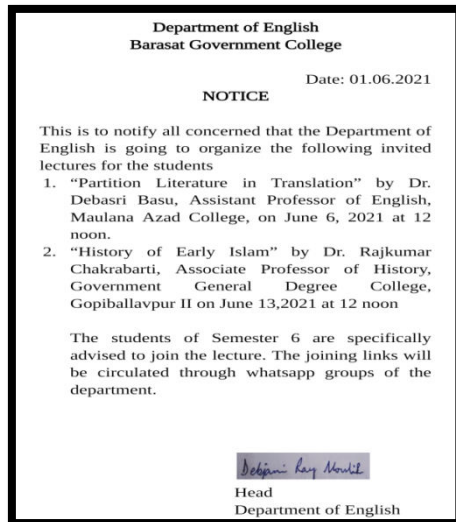 Department of English
Barasat Government College
Date: 01.06.2021
NOTICE
This is to notify all concerned that the Department of
English is going to organize the following invited
lectures for the students
1. “Partition Literature in Translation” by Dr.
Debasri Basu, Assistant Professor of English,
Maulana Azad College, on June 6, 2021 at 12
noon.
2. “History of Early Islam” by Dr. Rajkumar
Chakrabarti, Associate Professor of History,
Government General Degree College,
Gopiballavpur II on June 13,2021 at 12 noon
The students of Semester 6 are specifically
advised to join the lecture. The joining links will
be circulated through whatsapp groups of the
department.
Debjani Ray
Head
Department of English